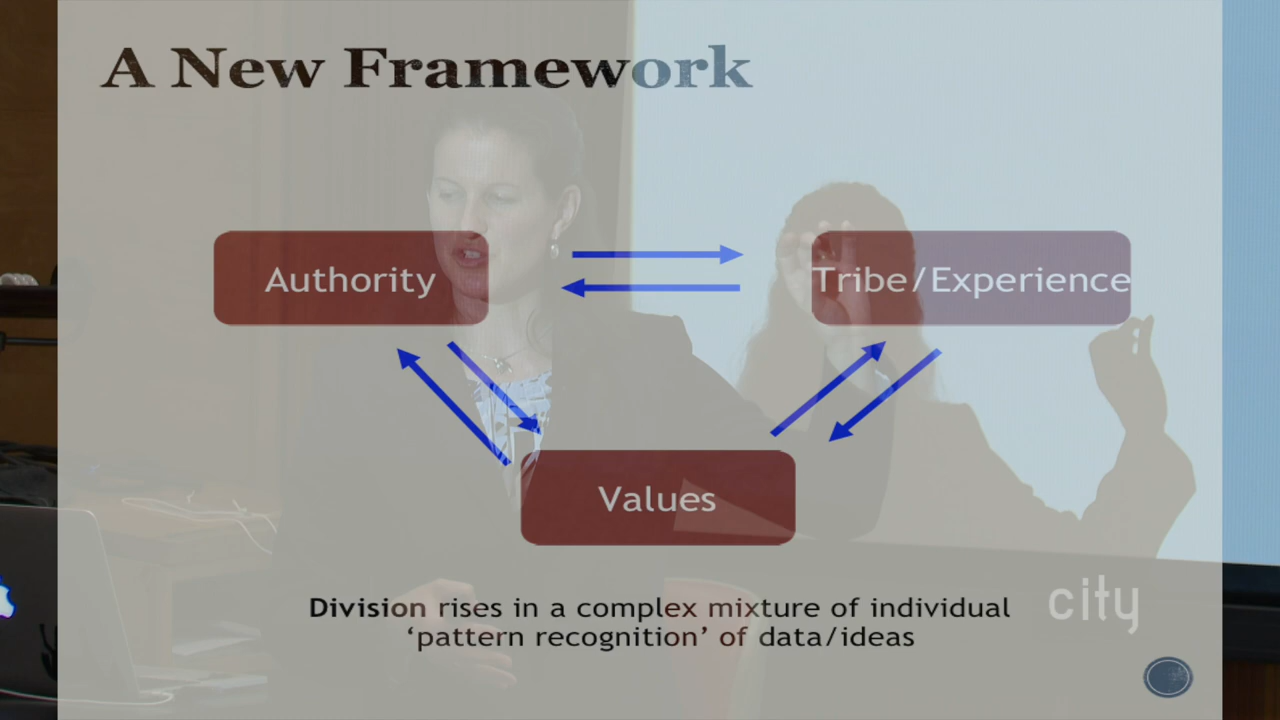 A New Framework
Authority
Tribe/Experience
Values
Division rises in a complex mixture of individual
‘pattern recognition’ of data/ideas
city